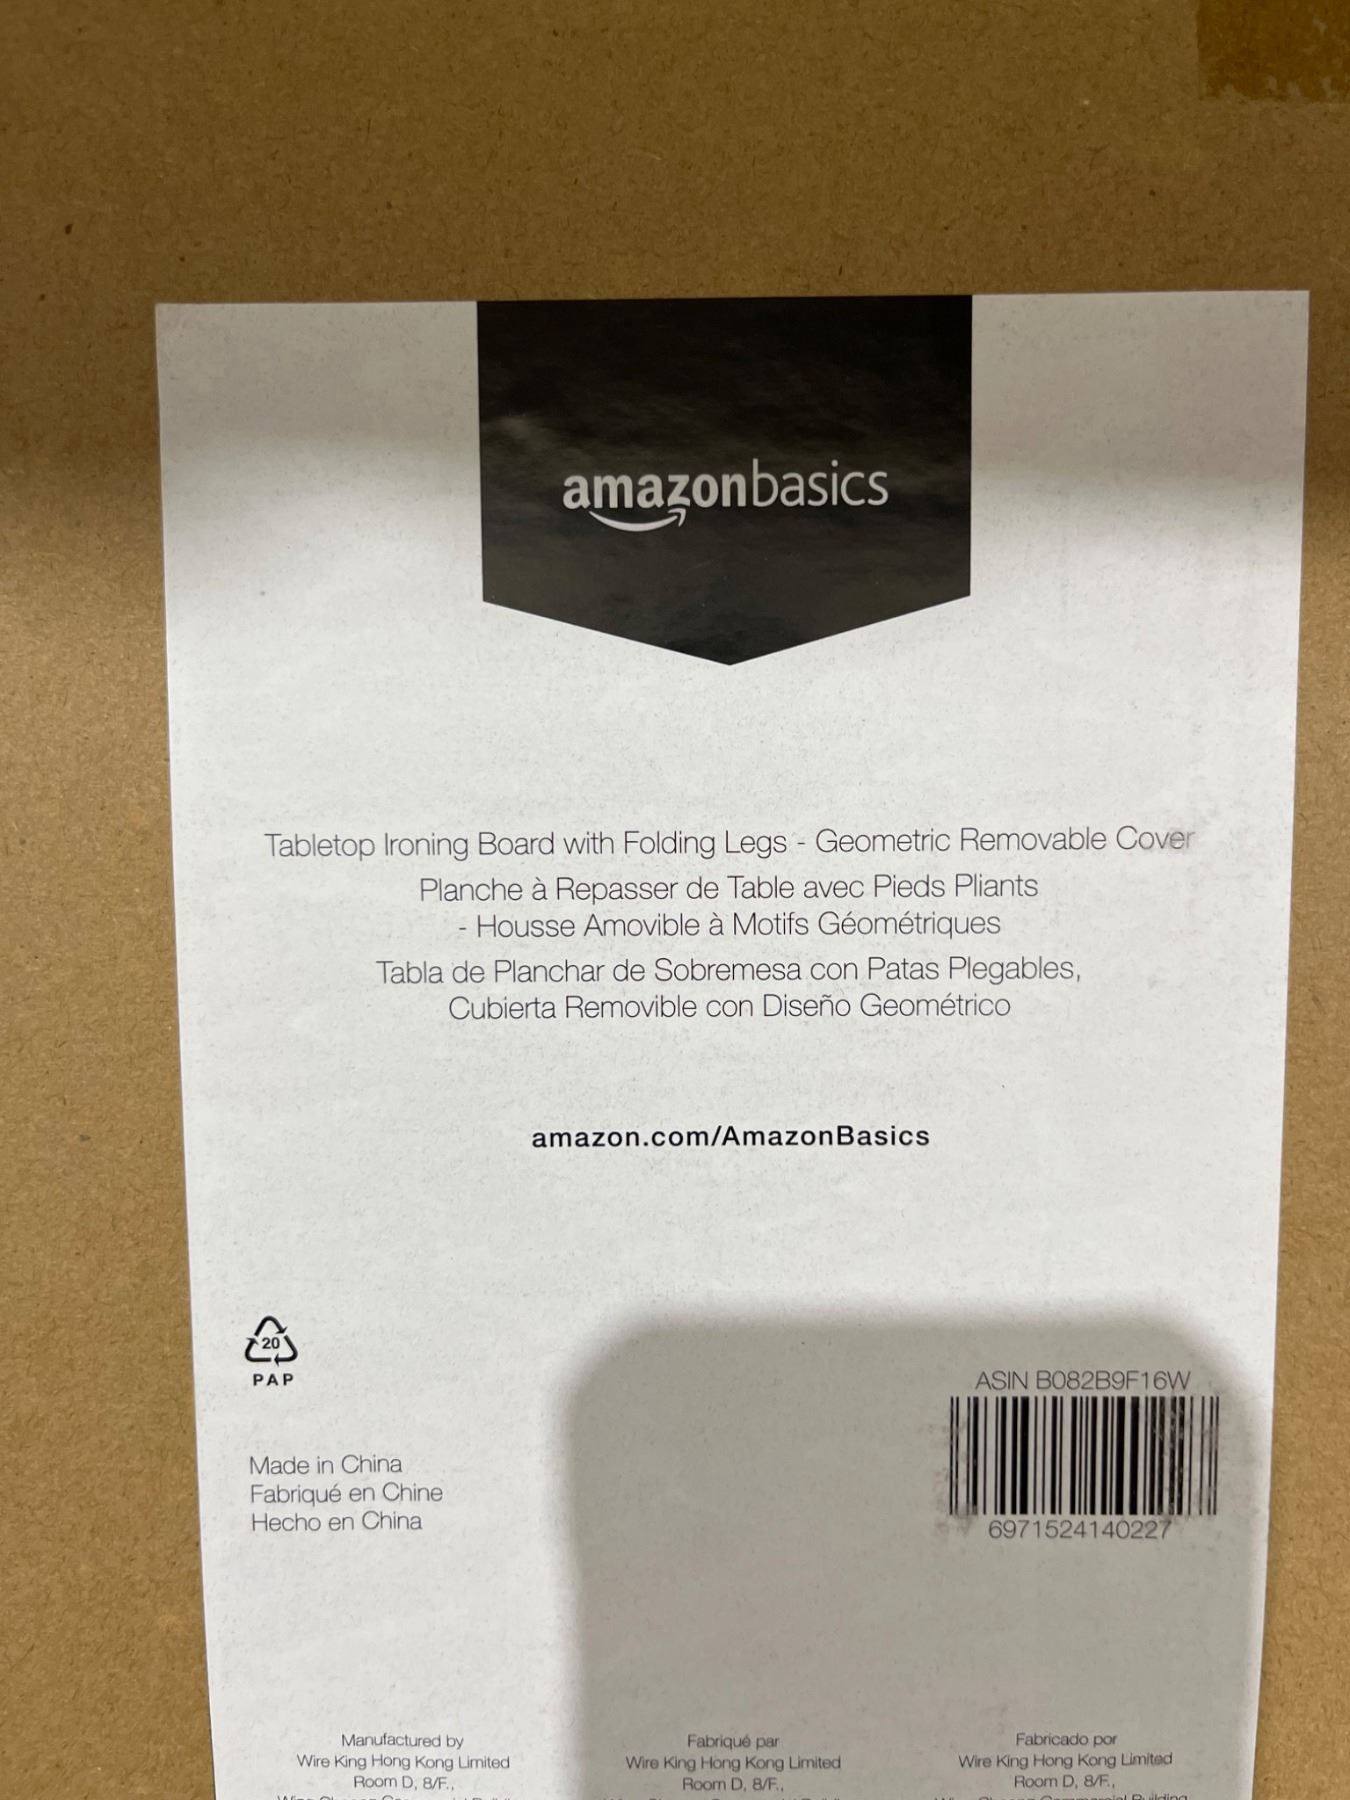 amazonbasics
Tabletop Ironing Board with Folding Legs - Geometric Removable Cover
Planche à Repasser de Table avec Pieds Pliants
- Housse Amovible à Motifs Géométriques
Tabla de Planchar de Sobremesa con Patas Plegables,
Cubierta Removible con Diseño Geométrico
amazon.com/AmazonBasics
20
PAP
ASIN B082B9F16W
6971524140227
Made in China
Fabriqué en Chine
Hecho en China
Manufactured by
Wire King Hong Kong Limited
Room D, 8/F.,
Fabriqué par
Wire King Hong Kong Limited
Room D, 8/F.,
Fabricado por
Wire King Hong Kong Limited
Room D, 8/F.,